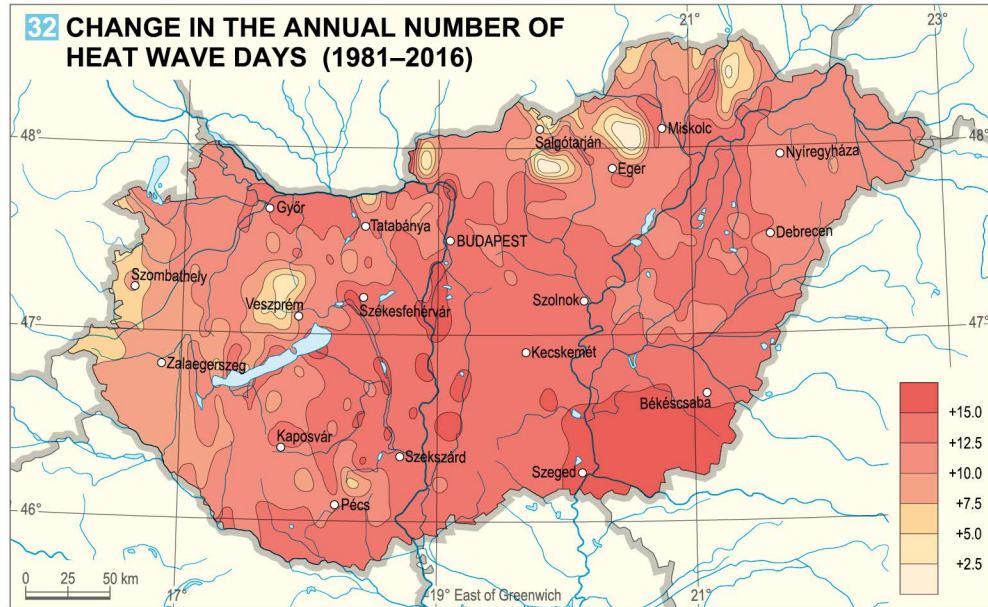 32 CHANGE IN THE ANNUAL NUMBER OF
HEAT WAVE DAYS (1981–2016)
21°
23°
48°
48°
Salgótarján
Miskolc
Eger
Nyíregyháza
Győr
Tatabánya
BUDAPEST
Debrecen
Szombathely
Veszprém
Székesfehérvár
Szolnok
47°
47°
Zalaegerszeg
Kecskemét
Békéscsaba
Kaposvár
Szekszárd
Szeged
Pécs
46°
+15.0
+12.5
+10.0
+7.5
+5.0
+2.5
0 25 50 km
17°
19° East of Greenwich
21°